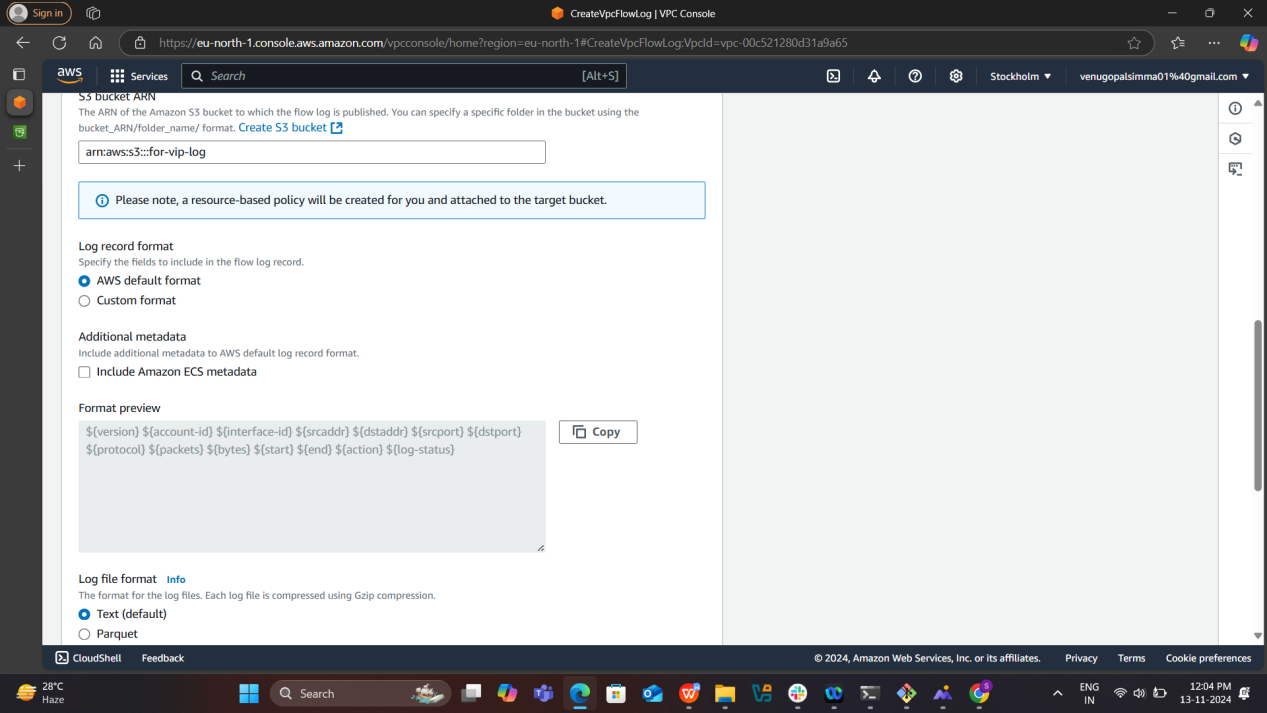 Sign in
CreateVpcFlowLog | VPC Console
https://eu-north-1.console.aws.amazon.com/vpcconsole/home?region=eu-north-1#CreateVpcFlowLog:VpcId=vpc-00c521280d31a9a65
aws
Services
Search
[Alt+S]
Stockholm
venugopalsimma01%40gmail.com
S3 bucket ARN
The ARN of the Amazon S3 bucket to which the flow log is published. You can specify a specific folder in the bucket using the
bucket_ARN/folder_name/ format. Create S3 bucket
arn:aws:s3:::for-vip-log
Please note, a resource-based policy will be created for you and attached to the target bucket.
Log record format
Specify the fields to include in the flow log record.
AWS default format
Custom format
Additional metadata
Include additional metadata to AWS default log record format.
Include Amazon ECS metadata
Format preview
${version} ${account-id} ${interface-id} ${srcaddr} ${dstaddr} ${srcport} ${dstport}
${protocol} ${packets} ${bytes} ${start} ${end} ${action} ${log-status}
Copy
Log file format Info
The format for the log files. Each log file is compressed using Gzip compression.
Text (default)
Parquet
CloudShell
Feedback
© 2024, Amazon Web Services, Inc. or its affiliates.
Privacy
Terms
Cookie preferences
28°C
Haze
Search
ENG
IN
12:04 PM
13-11-2024